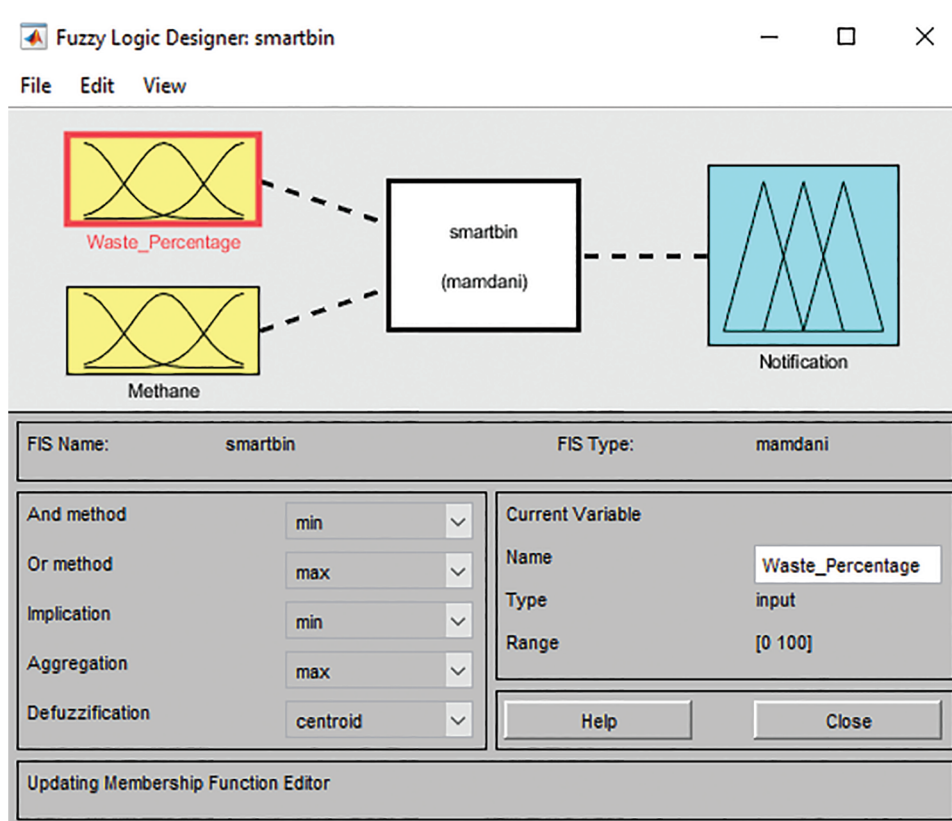 Fuzzy Logic Designer: smartbin
File Edit View
Waste_Percentage
smartbin
(mamdani)
Methane
Notification
FIS Name: smartbin FIS Type: mamdani
And method min
Or method max
Implication min
Aggregation max
Defuzzification centroid
Current Variable
Name Waste_Percentage
Type input
Range [0 100]
Help Close
Updating Membership Function Editor